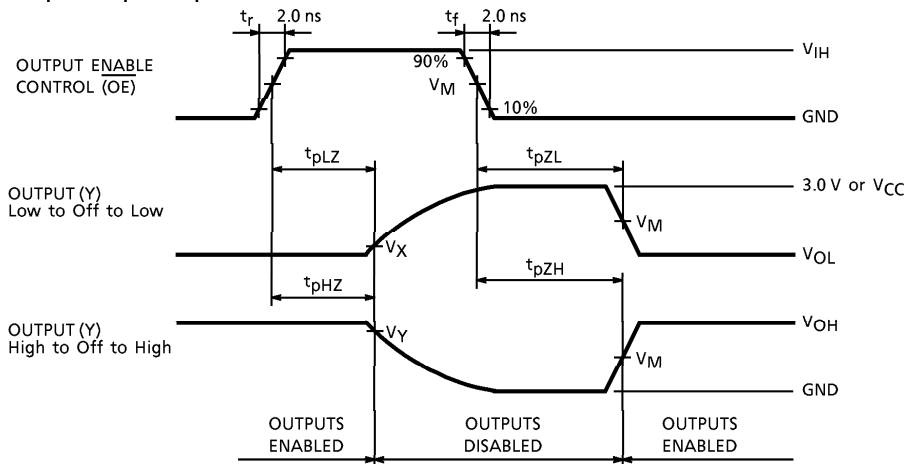 tr 2.0 ns tf 2.0 ns
OUTPUT ENABLE
CONTROL (OE)
90%
VM
10%
VIH
GND
tpLZ
tpZL
OUTPUT (Y)
Low to Off to Low
3.0 V or VCC
VM
VX
VOL
tpHZ
tpZH
OUTPUT (Y)
High to Off to High
VY
VOH
VM
GND
OUTPUTS
ENABLED
OUTPUTS
DISABLED
OUTPUTS
ENABLED